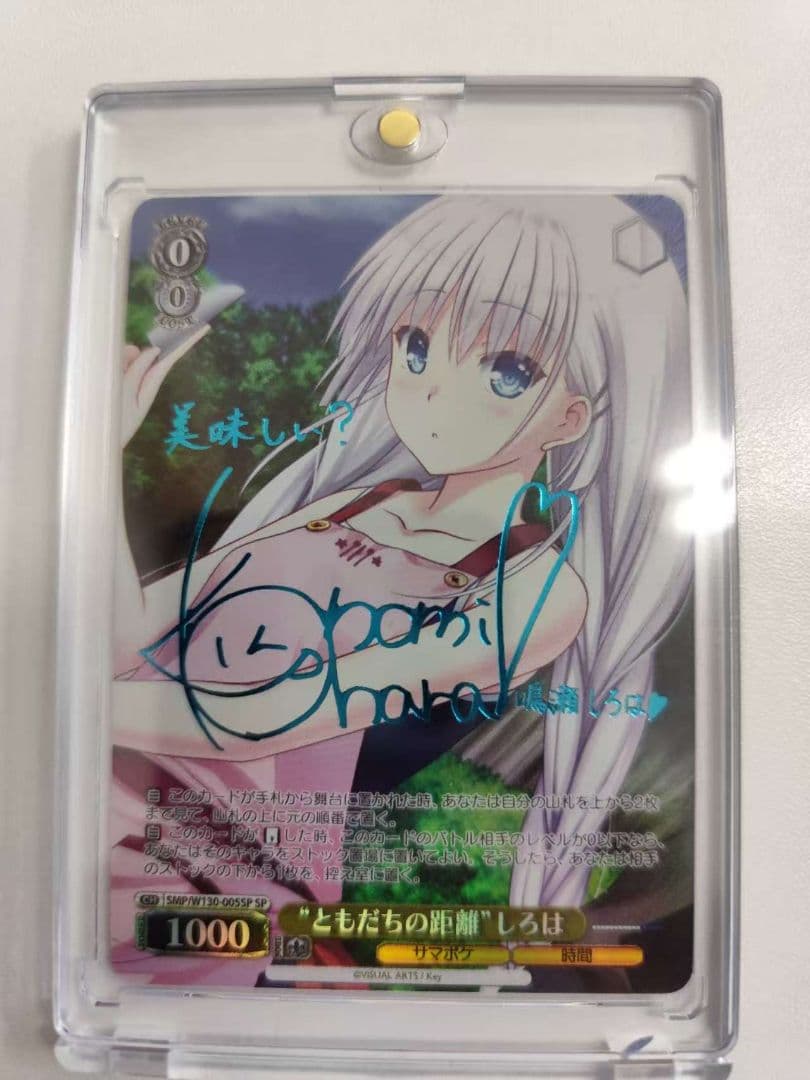 LEVEL
0
0
COST
美味しい?
Konomi
Kohara
鳴瀬しろは
自 このカードが手札から舞台に置かれた時、あなたは自分の山札を上から2枚
まで見て、山札の上に元の順番で置く。
自 このカードが した時、このカードのバトル相手のレベルが0以下なら、
あなたはそのキャラをストック置場に置いてよい。そうしたら、あなたは相手
のストックの下から1枚を、控え室に置く。
CH SMP/W130-005SP SP
1000
"ともだちの距離"しろは
サマポケ 時間
©VISUAL ARTS / Key